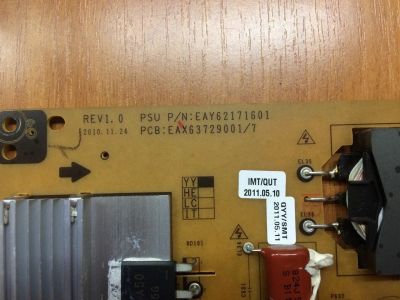 REV1.0 PSU P/N:EAY62171601
2010.11.24 PCB:EAX63729001/7
YY
HE
LC
IT
IMT/OUT
2011.05.10
QYY/SMT
2011.05.11